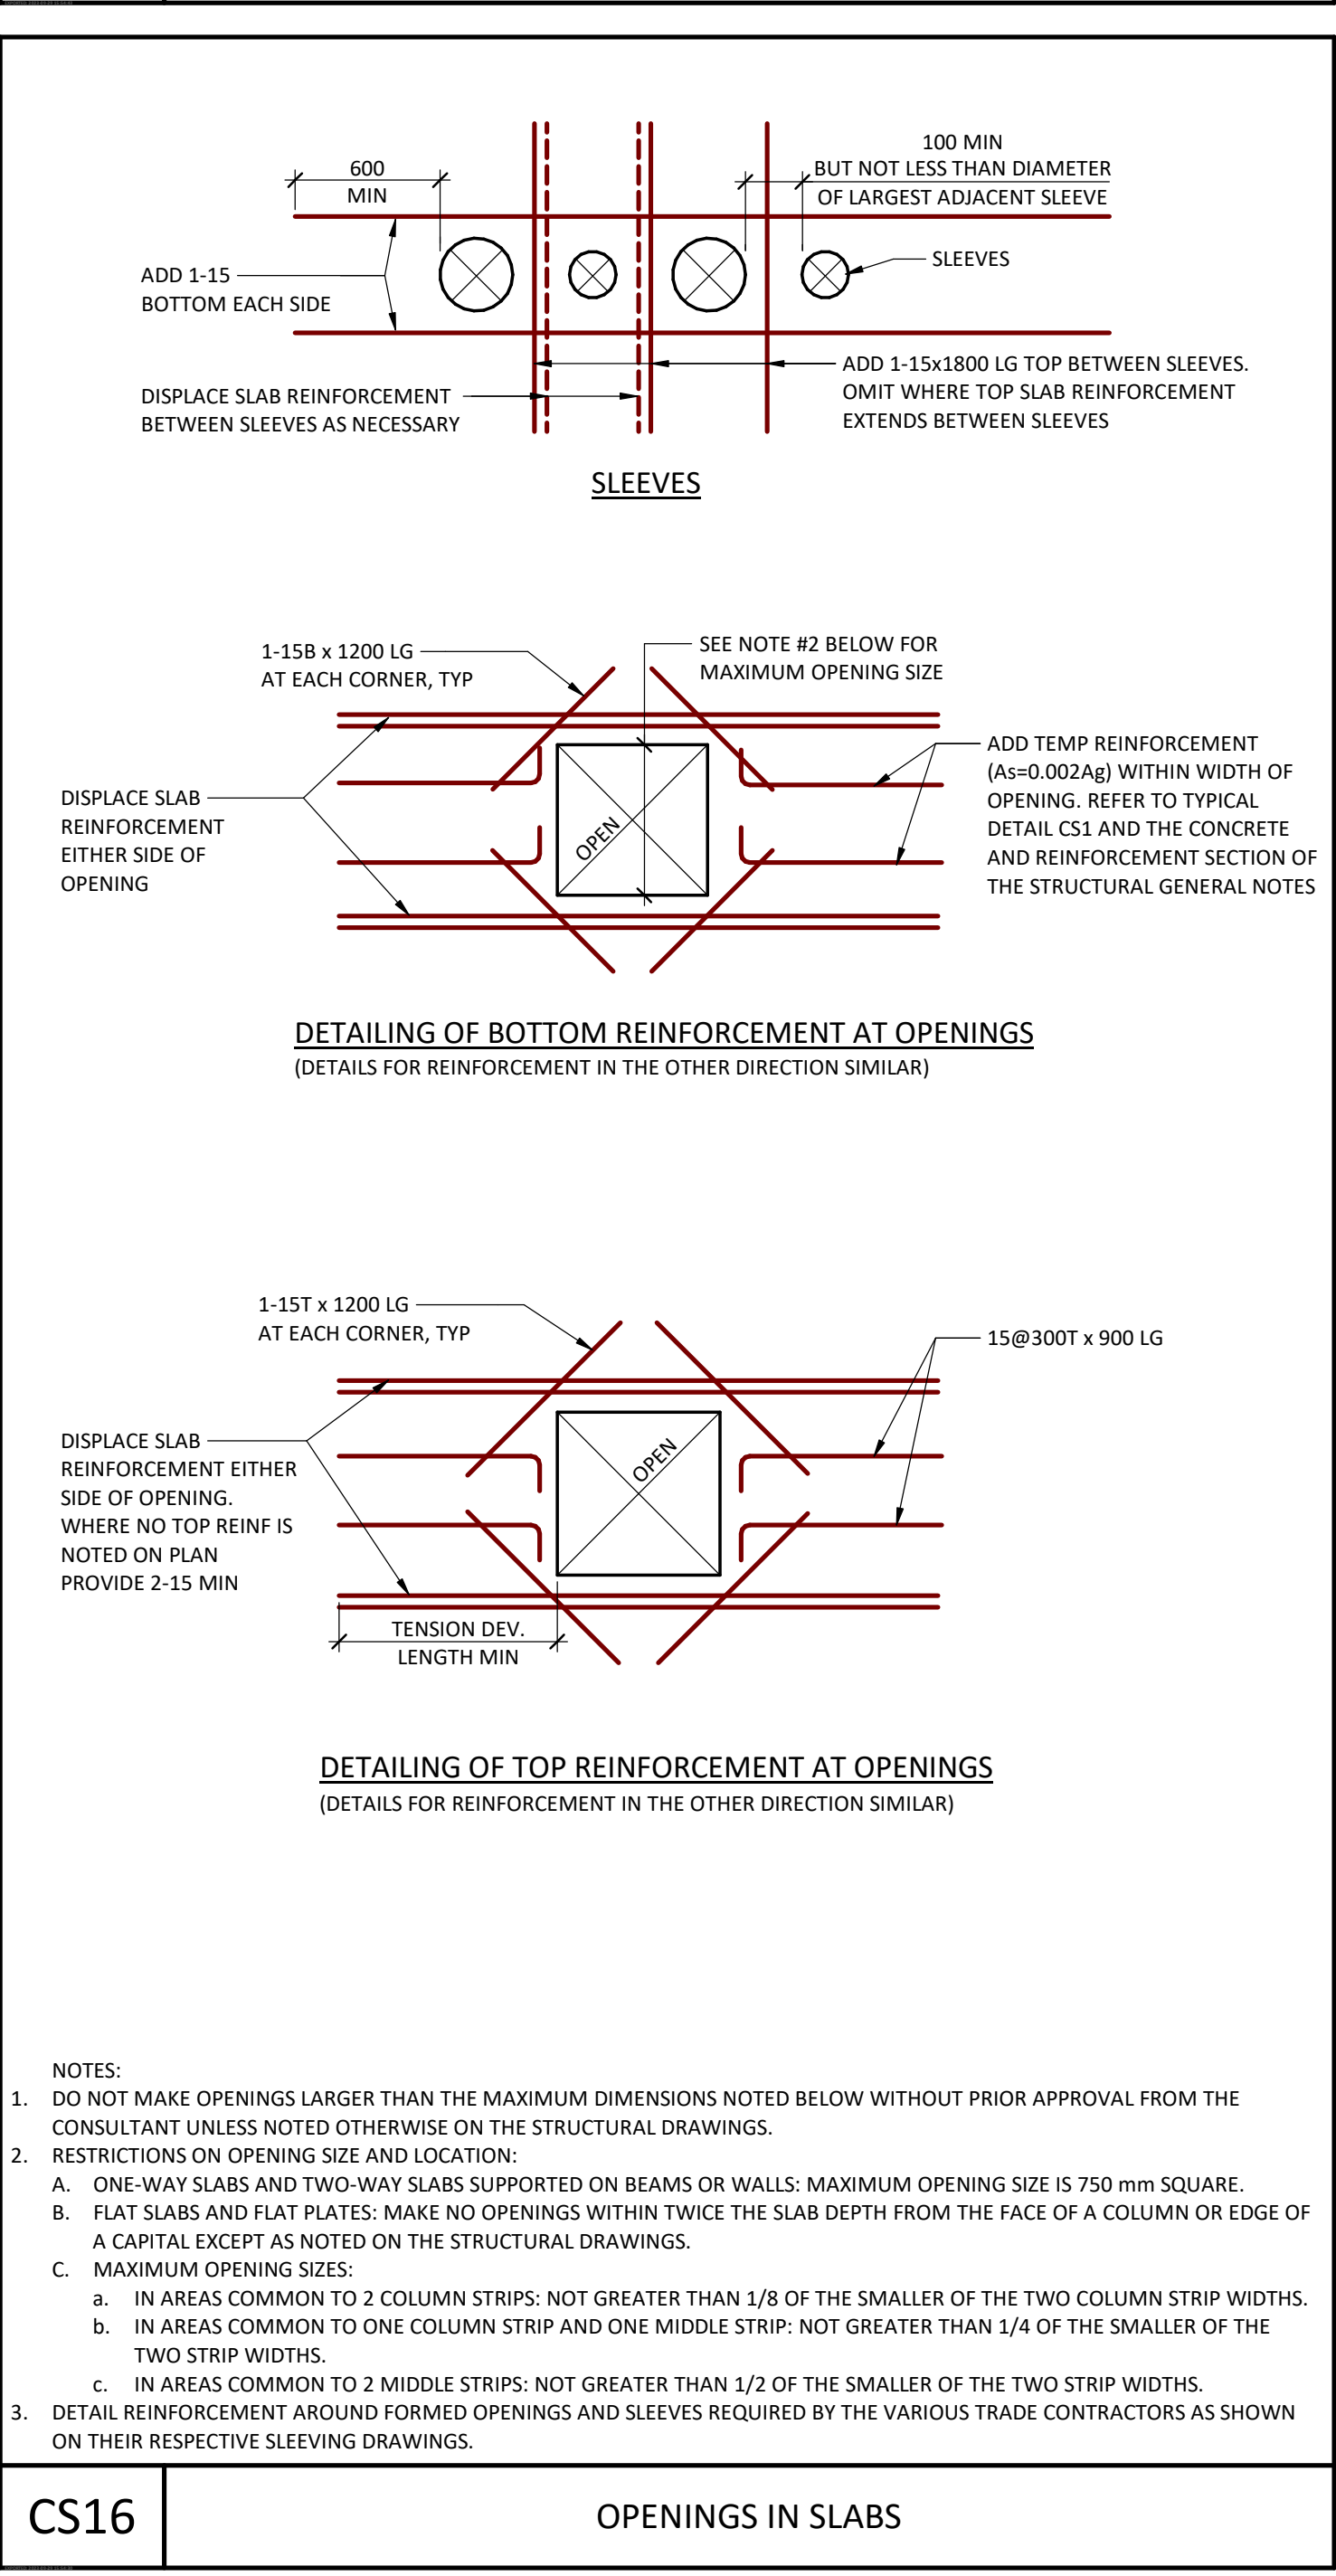 600
MIN
100 MIN
BUT NOT LESS THAN DIAMETER
OF LARGEST ADJACENT SLEEVE
ADD 1-15
BOTTOM EACH SIDE
SLEEVES
DISPLACE SLAB REINFORCEMENT
BETWEEN SLEEVES AS NECESSARY
ADD 1-15x1800 LG TOP BETWEEN SLEEVES.
OMIT WHERE TOP SLAB REINFORCEMENT
EXTENDS BETWEEN SLEEVES
SLEEVES
1-15B x 1200 LG
AT EACH CORNER, TYP
SEE NOTE #2 BELOW FOR
MAXIMUM OPENING SIZE
DISPLACE SLAB
REINFORCEMENT
EITHER SIDE OF
OPENING
OPEN
ADD TEMP REINFORCEMENT
(As=0.002Ag) WITHIN WIDTH OF
OPENING. REFER TO TYPICAL
DETAIL CS1 AND THE CONCRETE
AND REINFORCEMENT SECTION OF
THE STRUCTURAL GENERAL NOTES
DETAILING OF BOTTOM REINFORCEMENT AT OPENINGS
(DETAILS FOR REINFORCEMENT IN THE OTHER DIRECTION SIMILAR)
1-15T x 1200 LG
AT EACH CORNER, TYP
15@300T x 900 LG
DISPLACE SLAB
REINFORCEMENT EITHER
SIDE OF OPENING.
WHERE NO TOP REINF IS
NOTED ON PLAN
PROVIDE 2-15 MIN
OPEN
TENSION DEV.
LENGTH MIN
DETAILING OF TOP REINFORCEMENT AT OPENINGS
(DETAILS FOR REINFORCEMENT IN THE OTHER DIRECTION SIMILAR)
NOTES:
1. DO NOT MAKE OPENINGS LARGER THAN THE MAXIMUM DIMENSIONS NOTED BELOW WITHOUT PRIOR APPROVAL FROM THE
CONSULTANT UNLESS NOTED OTHERWISE ON THE STRUCTURAL DRAWINGS.
2. RESTRICTIONS ON OPENING SIZE AND LOCATION:
A. ONE-WAY SLABS AND TWO-WAY SLABS SUPPORTED ON BEAMS OR WALLS: MAXIMUM OPENING SIZE IS 750 mm SQUARE.
B. FLAT SLABS AND FLAT PLATES: MAKE NO OPENINGS WITHIN TWICE THE SLAB DEPTH FROM THE FACE OF A COLUMN OR EDGE OF
A CAPITAL EXCEPT AS NOTED ON THE STRUCTURAL DRAWINGS.
C. MAXIMUM OPENING SIZES:
a. IN AREAS COMMON TO 2 COLUMN STRIPS: NOT GREATER THAN 1/8 OF THE SMALLER OF THE TWO COLUMN STRIP WIDTHS.
b. IN AREAS COMMON TO ONE COLUMN STRIP AND ONE MIDDLE STRIP: NOT GREATER THAN 1/4 OF THE SMALLER OF THE
TWO STRIP WIDTHS.
c. IN AREAS COMMON TO 2 MIDDLE STRIPS: NOT GREATER THAN 1/2 OF THE SMALLER OF THE TWO STRIP WIDTHS.
3. DETAIL REINFORCEMENT AROUND FORMED OPENINGS AND SLEEVES REQUIRED BY THE VARIOUS TRADE CONTRACTORS AS SHOWN
ON THEIR RESPECTIVE SLEEVING DRAWINGS.
CS16
OPENINGS IN SLABS